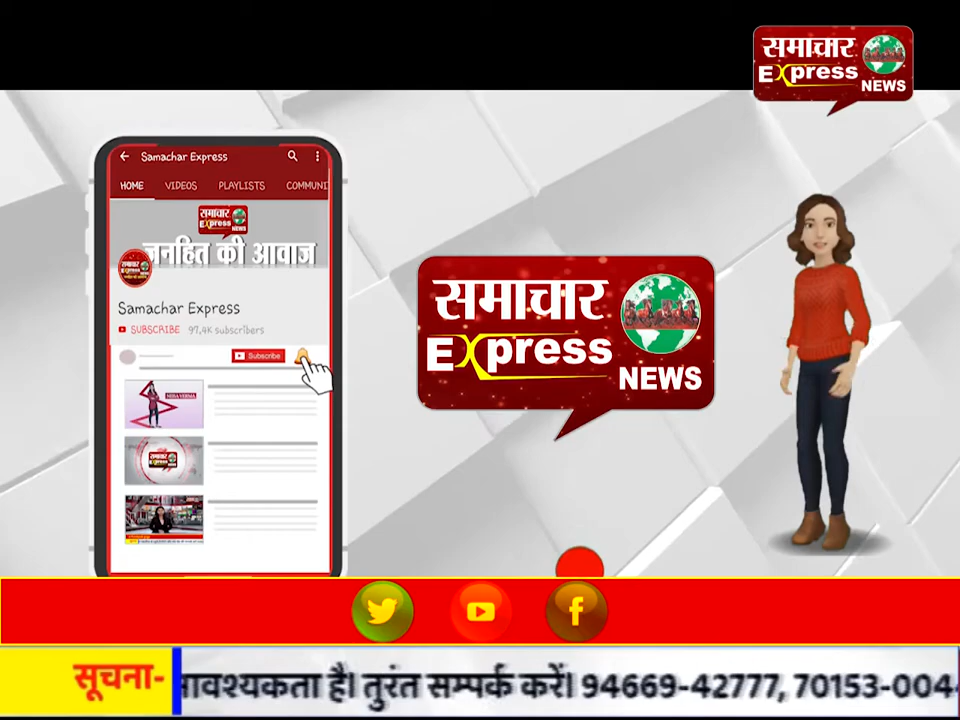 समाचार
Express
NEWS
Samachar Express
HOME VIDEOS PLAYLISTS COMMUNI
समाचार
Express
NEWS
जनहित की आवाज
Samachar Express
SUBSCRIBE 97.4K subscribers
Subscribe
समाचार
Express
NEWS
सूचना- आवश्यकता है। तुरंत सम्पर्क करें। 94669-42777, 70153-004